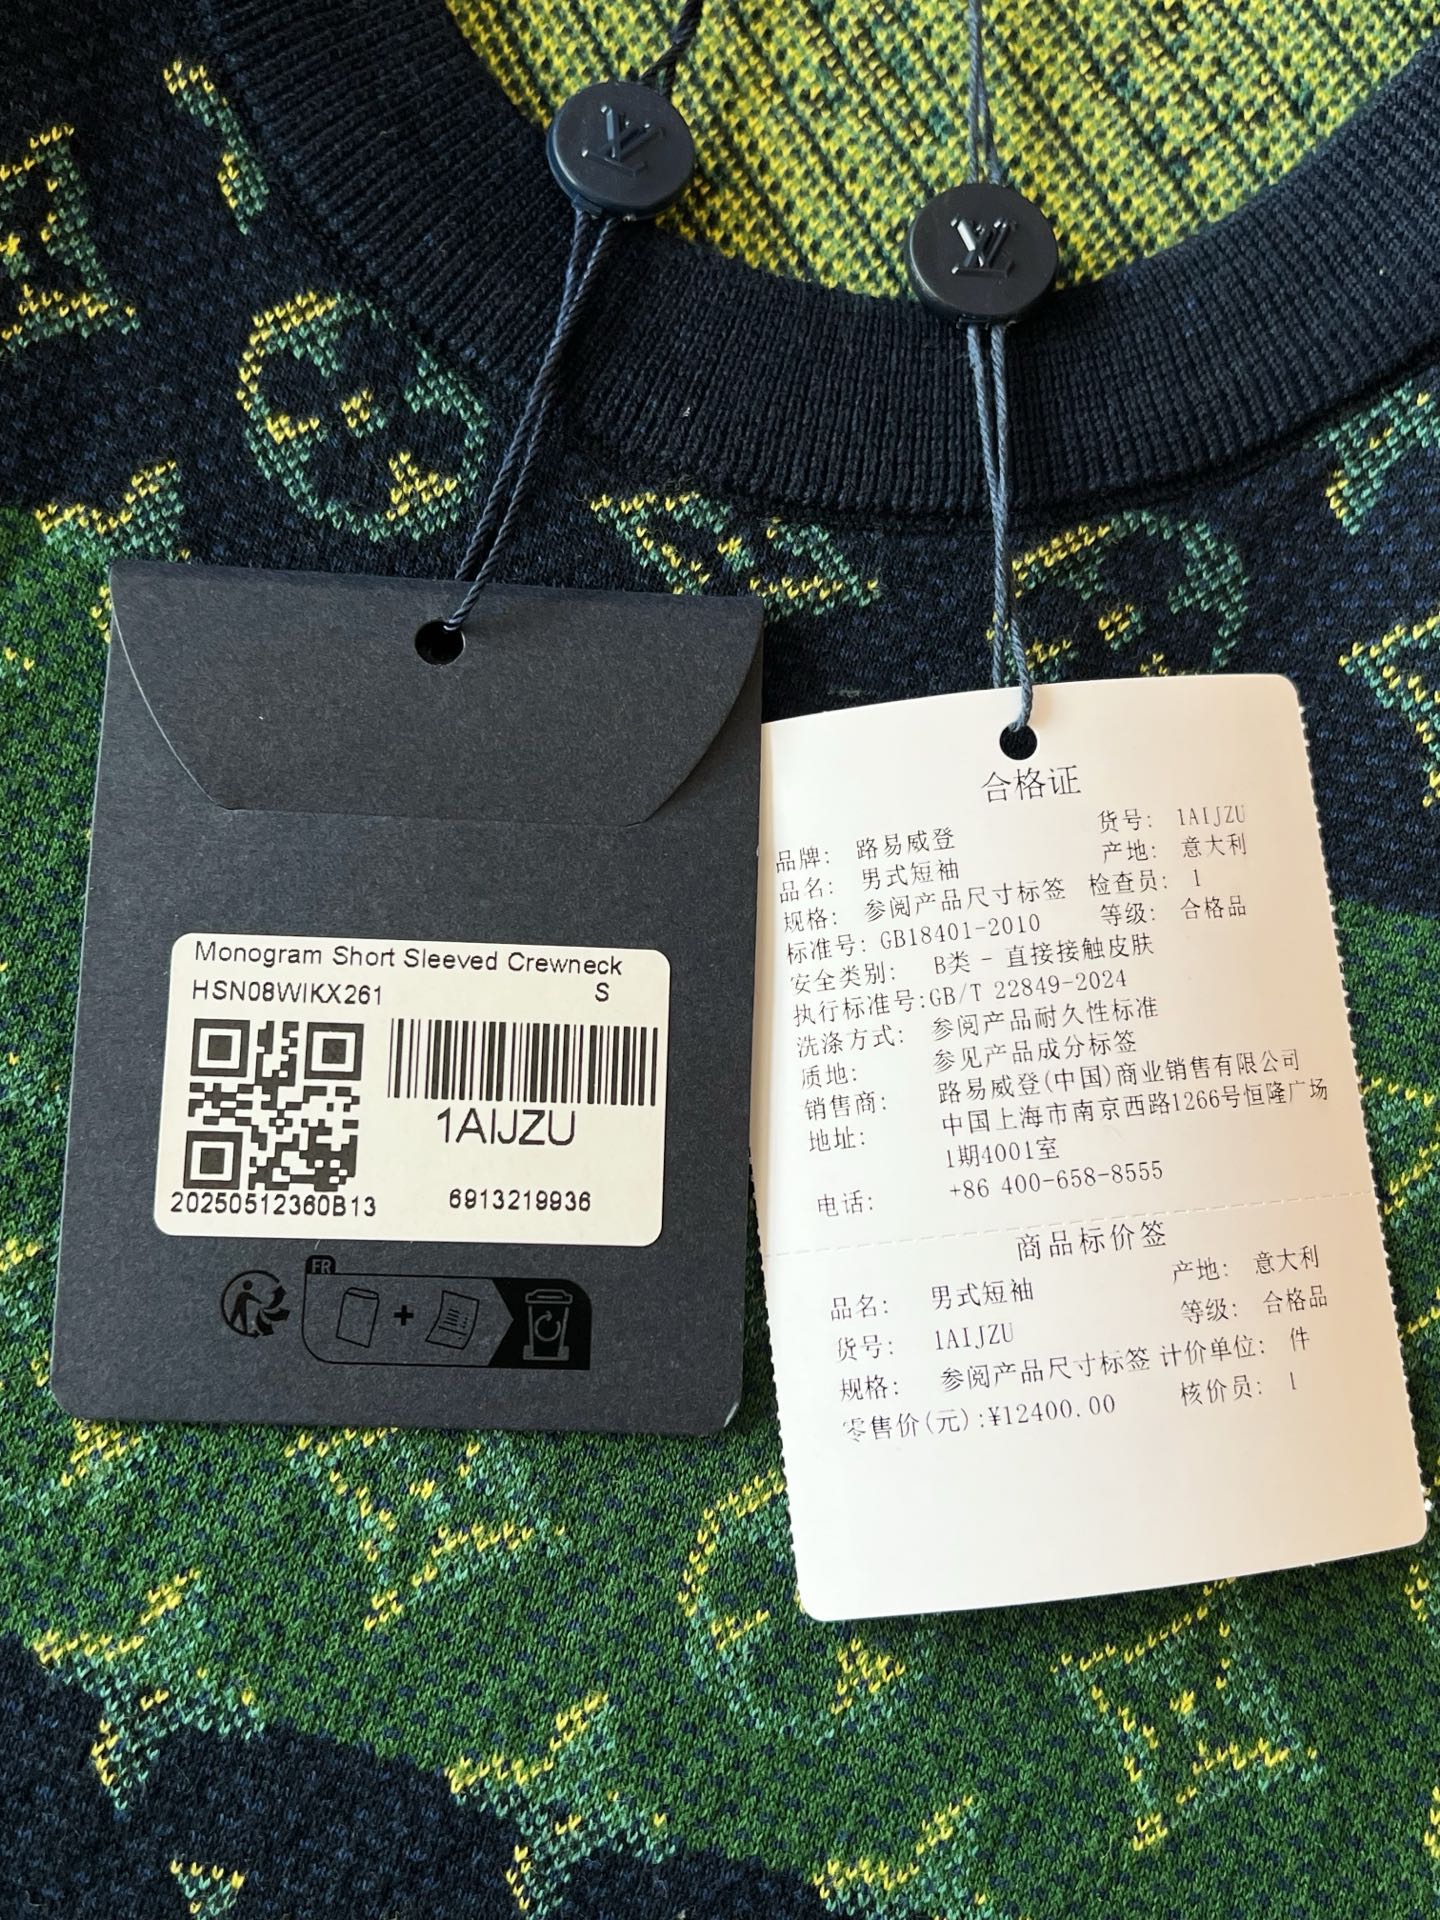 LV
LV
Monogram Short Sleeved Crewneck
HSN08WIKX261 S
1AIJZU
20250512360B13 6913219936
FR
+
合格证
品牌: 路易威登 货号: 1AIJZU
品名: 男式短袖 产地: 意大利
规格: 参阅产品尺寸标签 检查员: 1
标准号: GB18401-2010 等级: 合格品
安全类别: B类 - 直接接触皮肤
执行标准号:GB/T 22849-2024
洗涤方式: 参阅产品耐久性标准
质地: 参见产品成分标签
销售商: 路易威登(中国)商业销售有限公司
地址: 中国上海市南京西路1266号恒隆广场
1期4001室
电话: +86 400-658-8555
商品标价签
品名: 男式短袖 产地: 意大利
货号: 1AIJZU 等级: 合格品
规格: 参阅产品尺寸标签 计价单位: 件
零售价(元):¥12400.00 核价员: 1